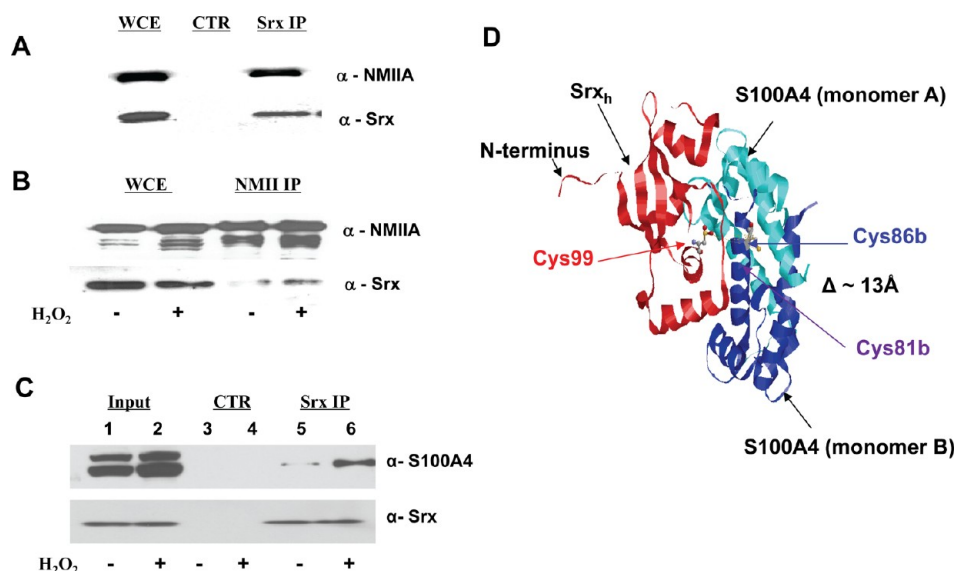 A
WCE CTR Srx IP
α - NMIIA
α - Srx
B
WCE NMII IP
α - NMIIA
α - Srx
H₂O₂ - + - +
C
Input CTR Srx IP
1 2 3 4 5 6
α- S100A4
α- Srx
H₂O₂ - + - + - +
D
Srxₕ
S100A4 (monomer A)
N-terminus
Cys99
Cys86b
Δ ~ 13Å
Cys81b
S100A4 (monomer B)